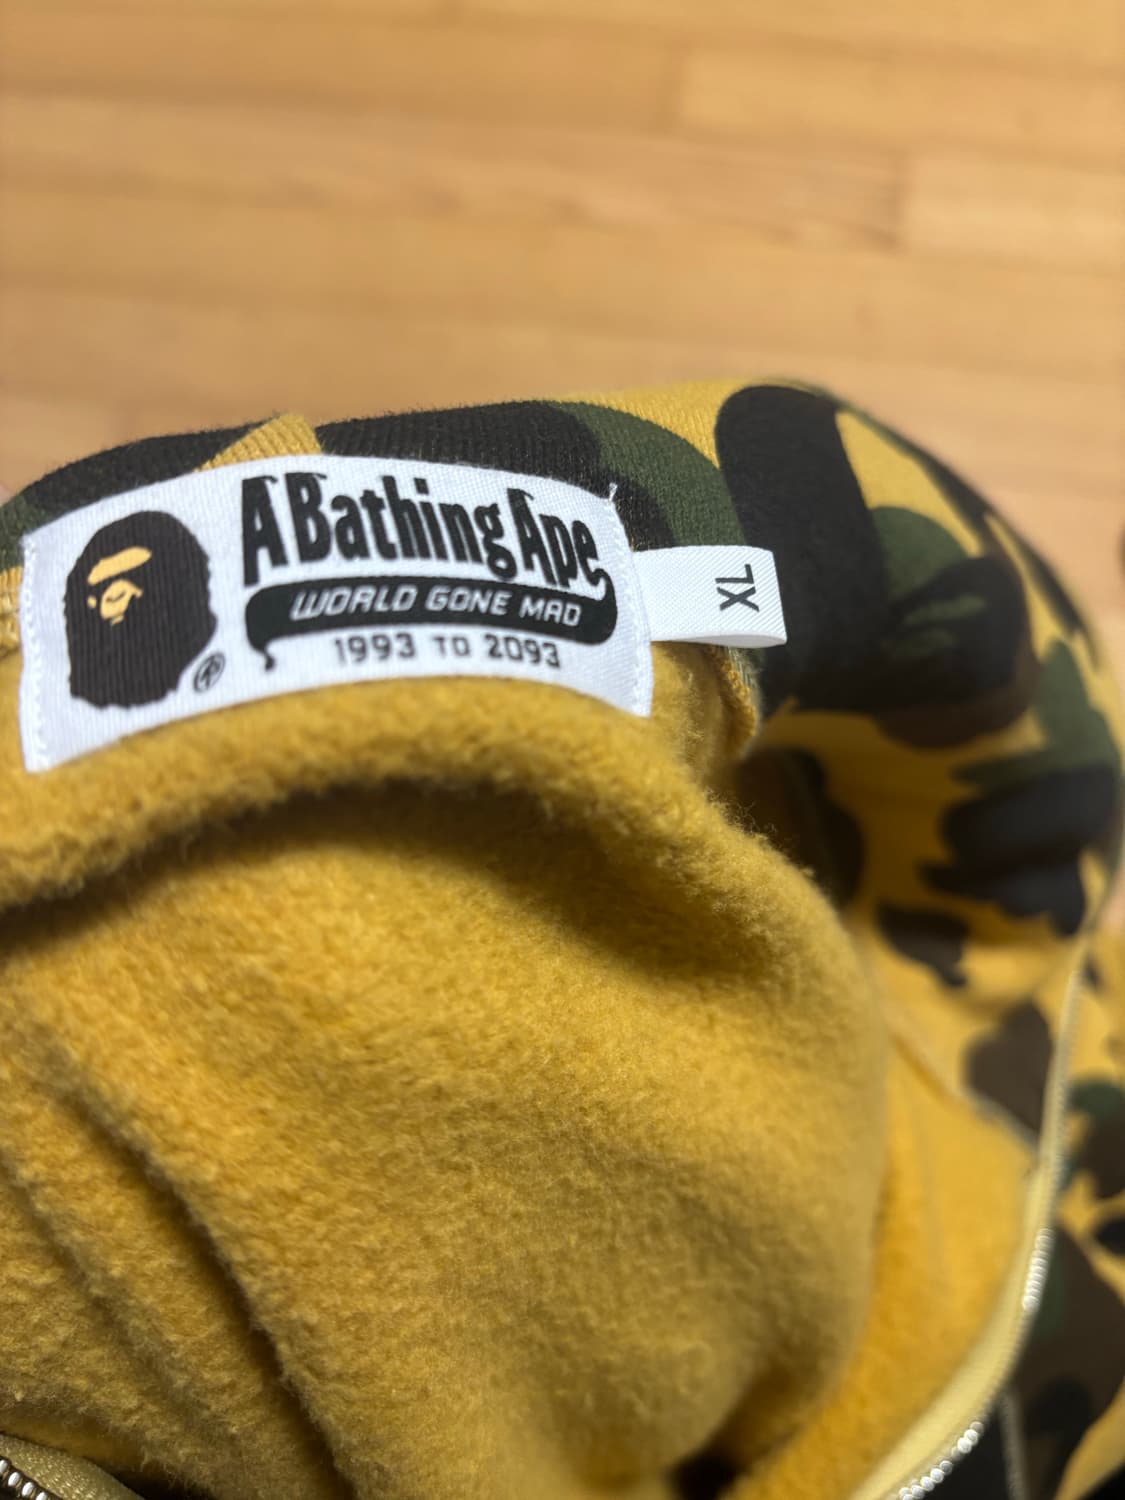 A Bathing Ape
WORLD GONE MAD
1993 TO 2093
®
XL